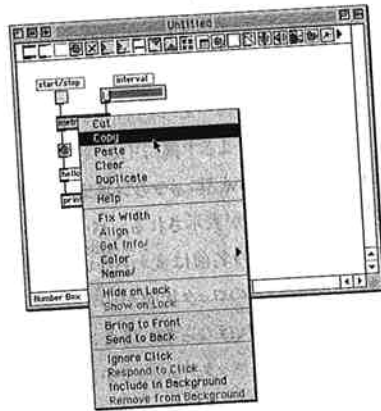 Untitled
start/stop
interval
metr
hello
prin
Cut
Copy
Paste
Clear
Duplicate
Help
Fix Width
Align
Get Info/
Color
Name/
Hide on Lock
Show on Lock
Bring to Front
Send to Back
Ignore Click
Respond to Click
Include in Background
Remove from Background
Number Box